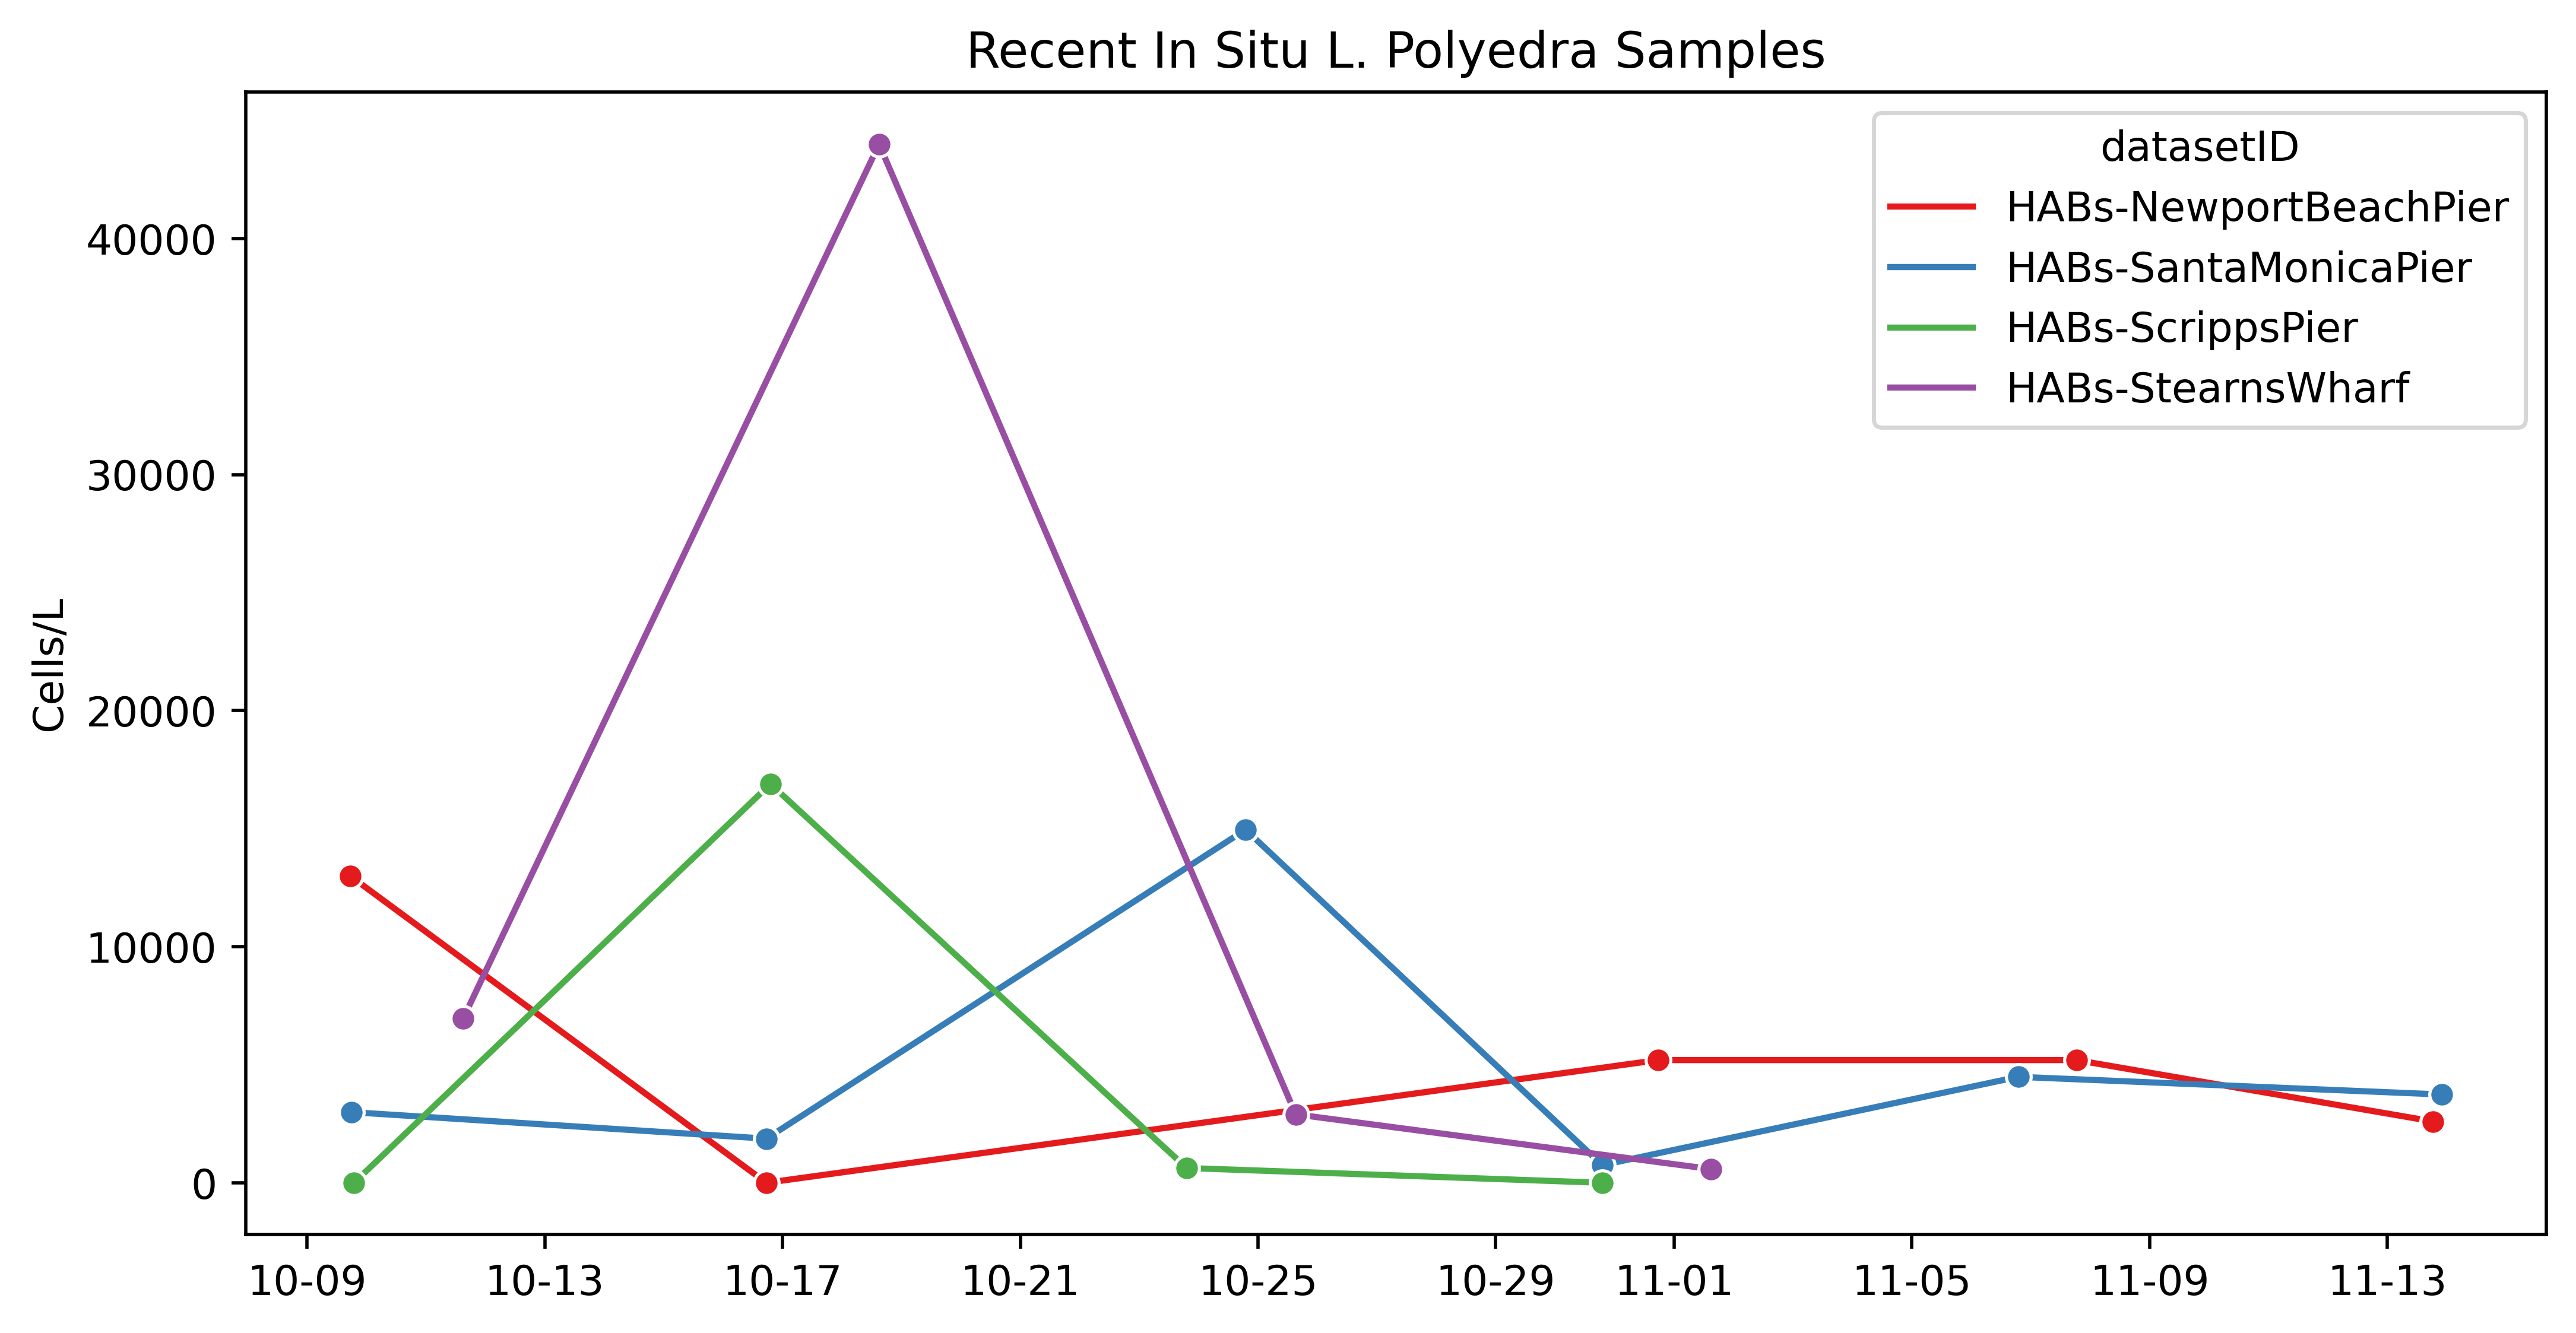 Recent In Situ L. Polyedra Samples
datasetID
HABs-NewportBeachPier
HABs-SantaMonicaPier
HABs-ScrippsPier
HABs-StearnsWharf
Cells/L
40000
30000
20000
10000
0
10-09 10-13 10-17 10-21 10-25 10-29 11-01 11-05 11-09 11-13